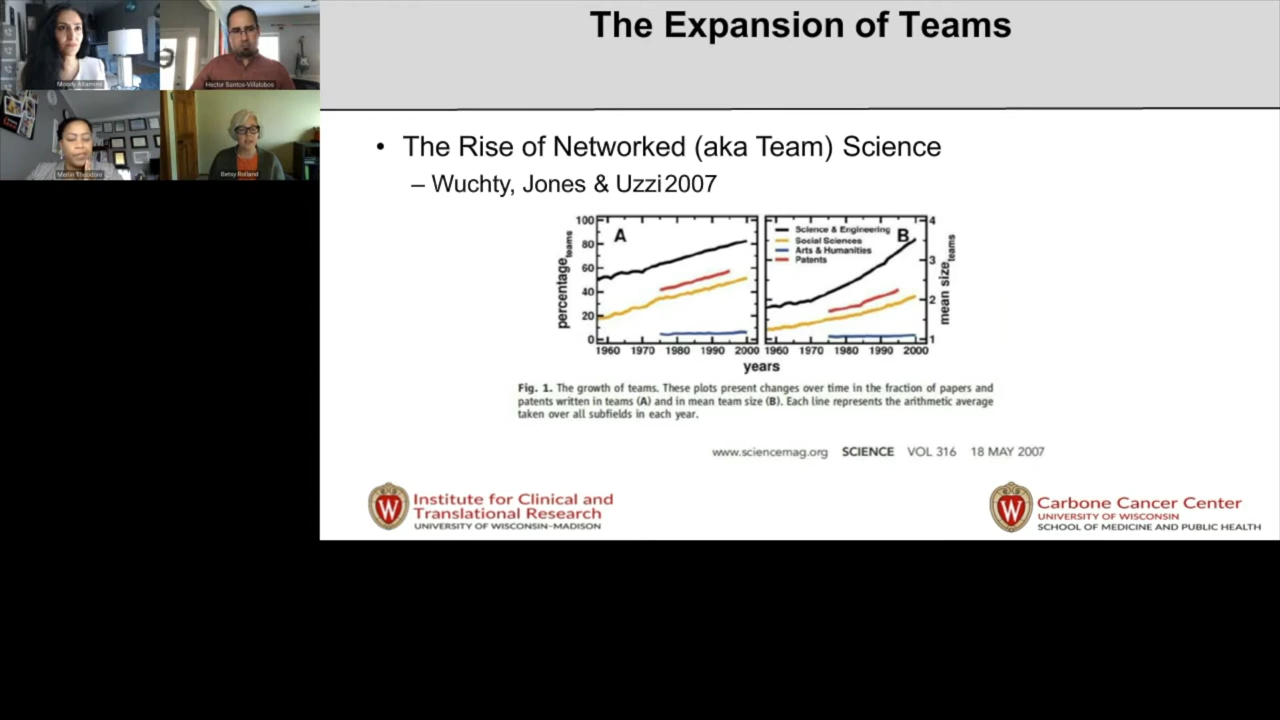 Hector Santos-Villalobos
Merlin Theodore
Betsy Rolland
The Expansion of Teams
• The Rise of Networked (aka Team) Science
– Wuchty, Jones & Uzzi 2007
100
80
60
40
20
0
percentage teams
A
1960 1970 1980 1990 2000
Science & Engineering
Social Sciences
Arts & Humanities
Patents
B
4
3
2
1
mean size teams
1960 1970 1980 1990 2000
years
Fig. 1. The growth of teams. These plots present changes over time in the fraction of papers and
patents written in teams (A) and in mean team size (B). Each line represents the arithmetic average
taken over all subfields in each year.
www.sciencemag.org SCIENCE VOL 316 18 MAY 2007
W
Institute for Clinical and
Translational Research
UNIVERSITY OF WISCONSIN–MADISON
W
Carbone Cancer Center
UNIVERSITY OF WISCONSIN
SCHOOL OF MEDICINE AND PUBLIC HEALTH